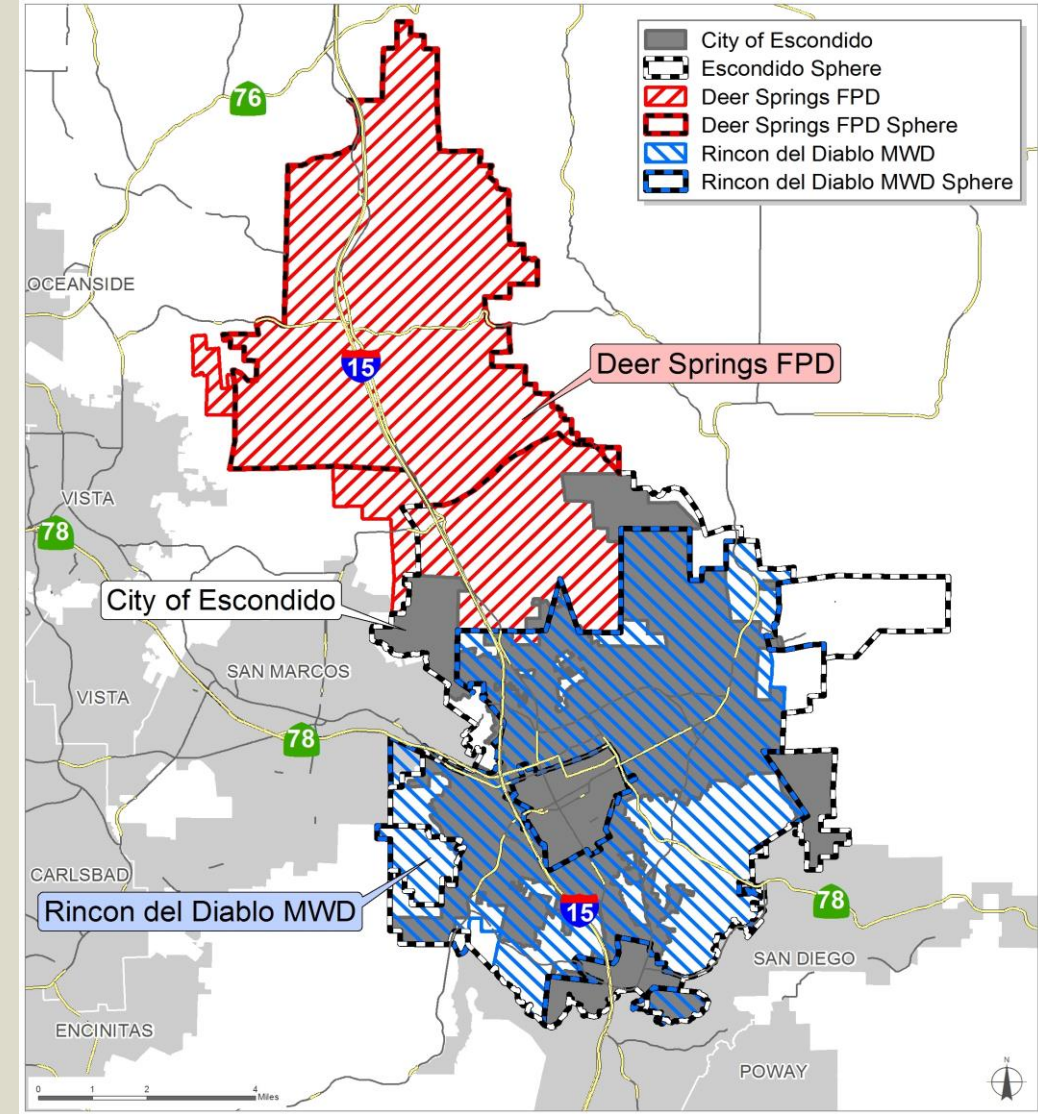 City of Escondido
Escondido Sphere
Deer Springs FPD
Deer Springs FPD Sphere
Rincon del Diablo MWD
Rincon del Diablo MWD Sphere
76
OCEANSIDE
15
Deer Springs FPD
VISTA
78
City of Escondido
SAN MARCOS
VISTA
78
CARLSBAD
Rincon del Diablo MWD
15
78
SAN DIEGO
ENCINITAS
POWAY
N
0 1 2 4
Miles